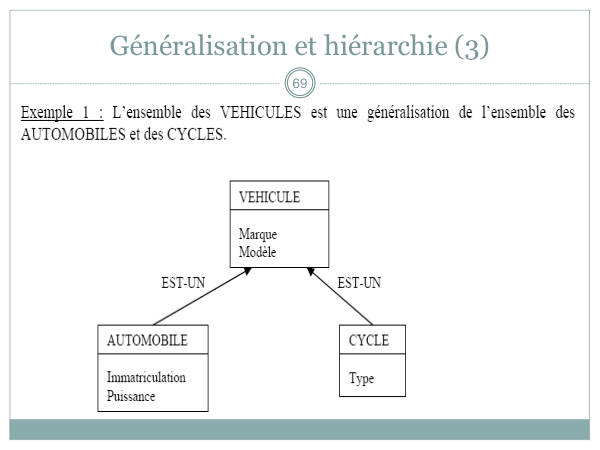 Généralisation et hiérarchie (3)
69
Exemple 1 : L’ensemble des VEHICULES est une généralisation de l’ensemble des
AUTOMOBILES et des CYCLES.
VEHICULE
Marque
Modèle
EST-UN
EST-UN
AUTOMOBILE
Immatriculation
Puissance
CYCLE
Type